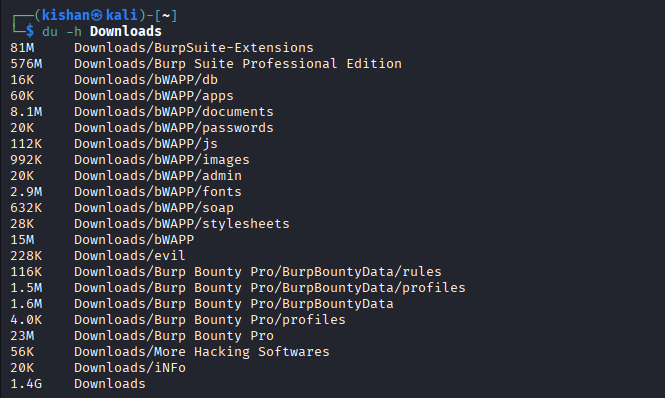 ┌──(kishan㉿kali)-[~]
└─$ du -h Downloads
81M     Downloads/BurpSuite-Extensions
576M    Downloads/Burp Suite Professional Edition
16K     Downloads/bWAPP/db
60K     Downloads/bWAPP/apps
8.1M    Downloads/bWAPP/documents
20K     Downloads/bWAPP/passwords
112K    Downloads/bWAPP/js
992K    Downloads/bWAPP/images
20K     Downloads/bWAPP/admin
2.9M    Downloads/bWAPP/fonts
632K    Downloads/bWAPP/soap
28K     Downloads/bWAPP/stylesheets
15M     Downloads/bWAPP
228K    Downloads/evil
116K    Downloads/Burp Bounty Pro/BurpBountyData/rules
1.5M    Downloads/Burp Bounty Pro/BurpBountyData/profiles
1.6M    Downloads/Burp Bounty Pro/BurpBountyData
4.0K    Downloads/Burp Bounty Pro/profiles
23M     Downloads/Burp Bounty Pro
56K     Downloads/More Hacking Softwares
20K     Downloads/iNFo
1.4G    Downloads